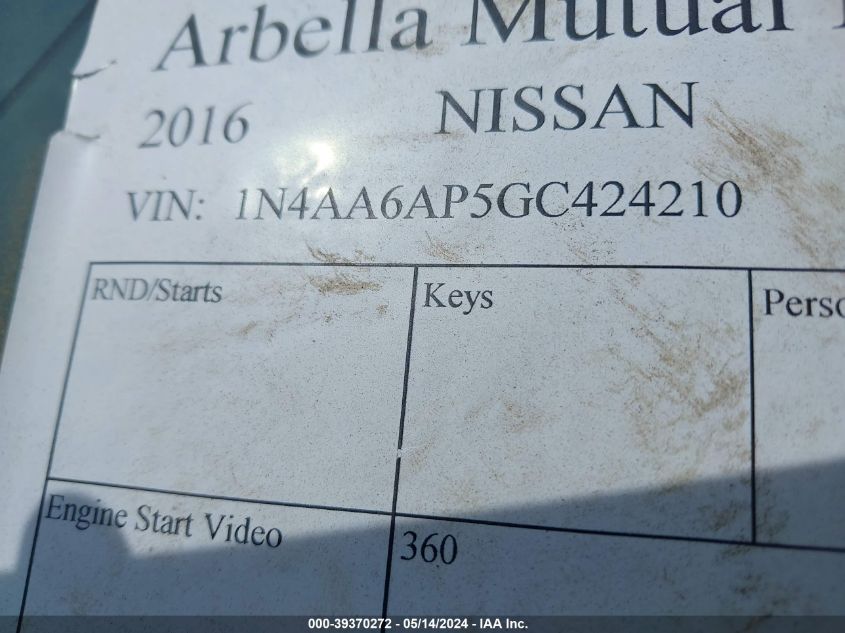 Arbella Mutual
2016 NISSAN
VIN: 1N4AA6AP5GC424210
RND/Starts Keys
Engine Start Video 360
000-39370272 - 05/14/2024 - IAA Inc.